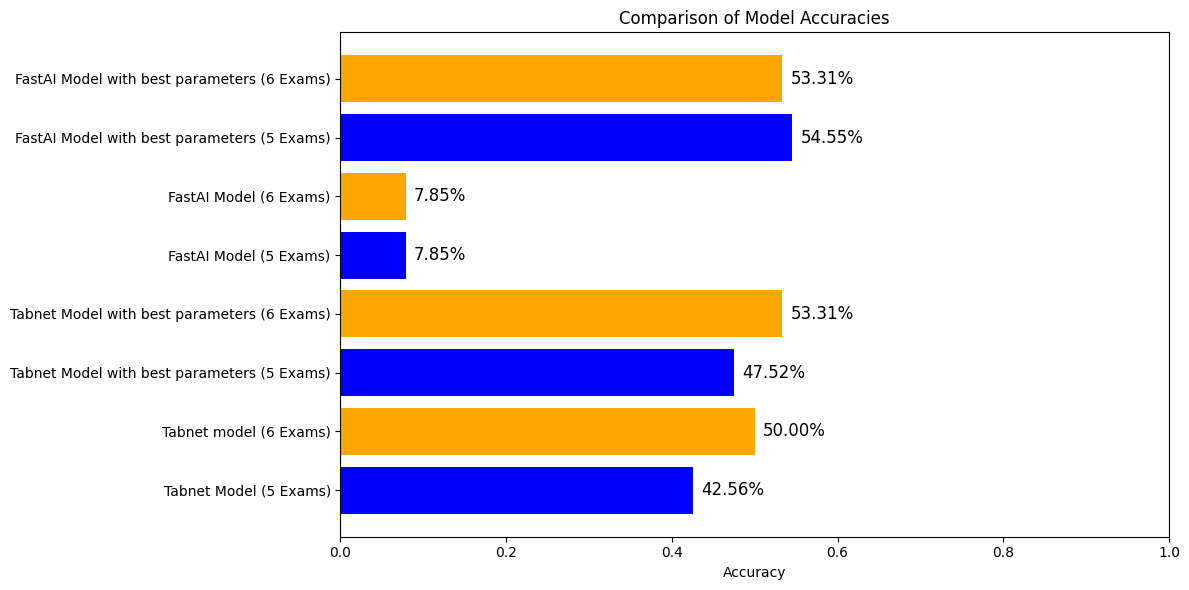 Comparison of Model Accuracies
FastAI Model with best parameters (6 Exams) 53.31%
FastAI Model with best parameters (5 Exams) 54.55%
FastAI Model (6 Exams) 7.85%
FastAI Model (5 Exams) 7.85%
Tabnet Model with best parameters (6 Exams) 53.31%
Tabnet Model with best parameters (5 Exams) 47.52%
Tabnet model (6 Exams) 50.00%
Tabnet Model (5 Exams) 42.56%
0.0 0.2 0.4 0.6 0.8 1.0
Accuracy